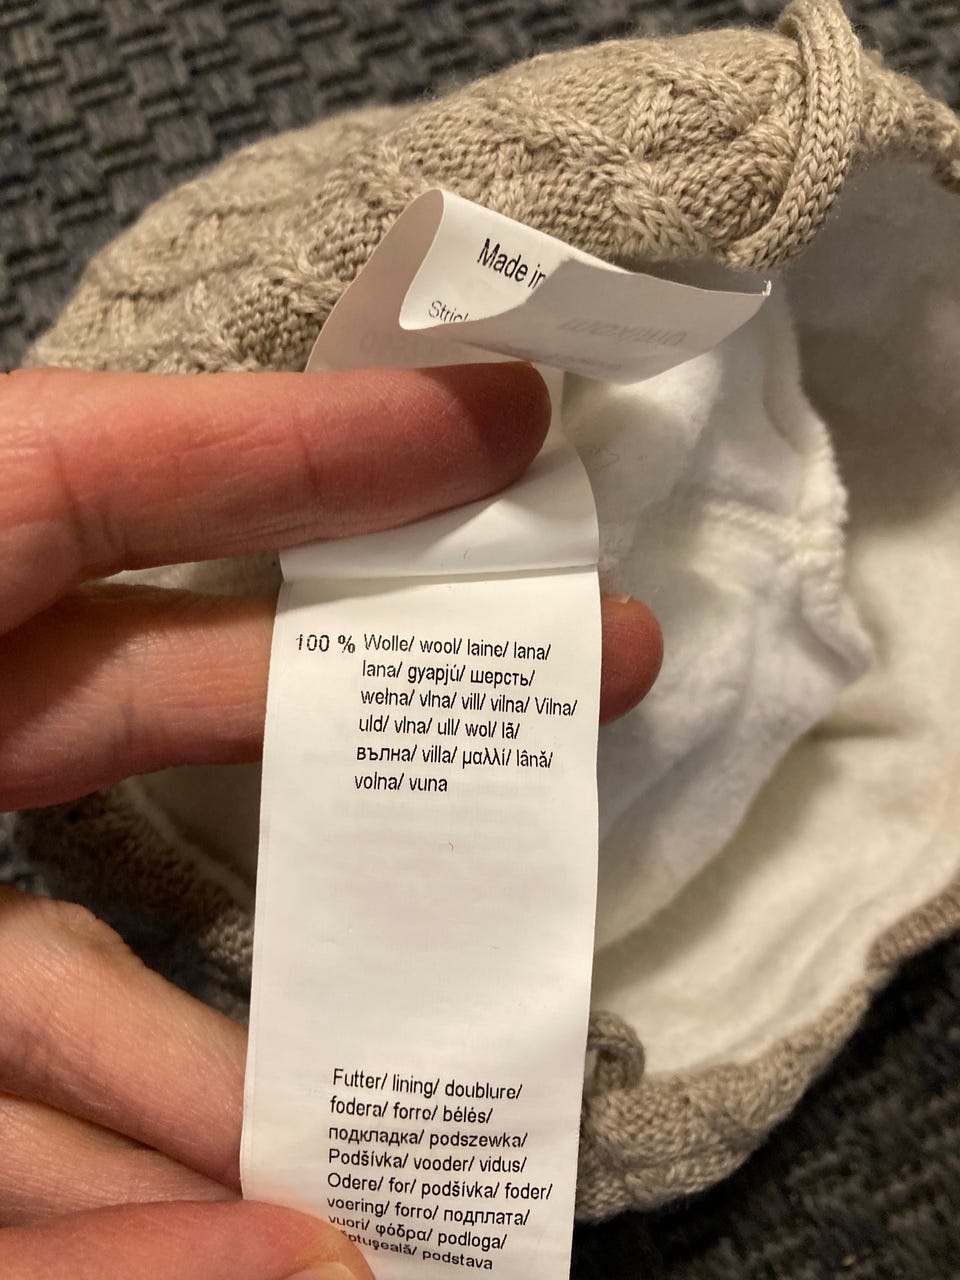 Made in
100 % Wolle/ wool/ laine/ lana/
lana/ gyapjú/ шерсть/
wełna/ vlna/ vill/ vilna/ Vilna/
uld/ vlna/ ull/ wol/ lã/
вълна/ villa/ μαλλί/ lână/
volna/ vuna
Futter/ lining/ doublure/
fodera/ forro/ bélés/
подкладка/ podszewka/
Podšívka/ vooder/ vidus/
Odere/ for/ podšívka/ foder/
voering/ forro/ подплата/
vuori/ φόδρα/ podloga/
podstava